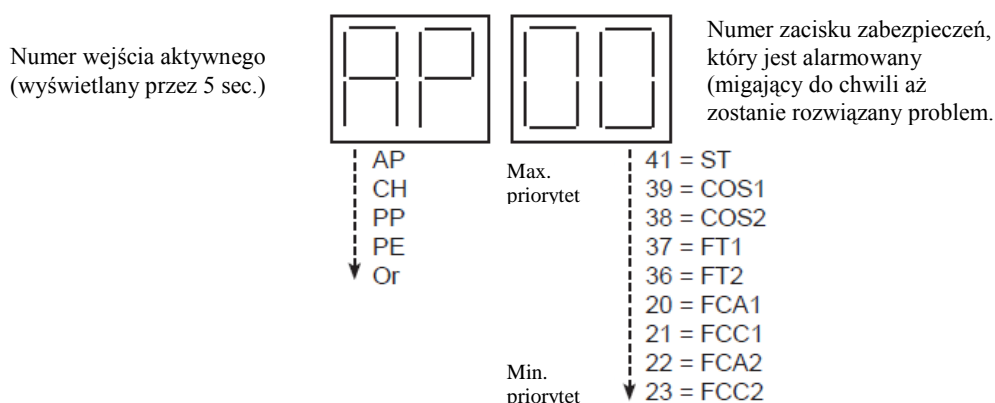 Numer wejścia aktywnego
(wyświetlany przez 5 sec.)
AP
00
Numer zacisku zabezpieczeń,
który jest alarmowany
(migający do chwili aż
zostanie rozwiązany problem.
AP
CH
PP
PE
Or
Max.
priorytet
41 = ST
39 = COS1
38 = COS2
37 = FT1
36 = FT2
20 = FCA1
21 = FCC1
22 = FCA2
23 = FCC2
Min.
priorytet